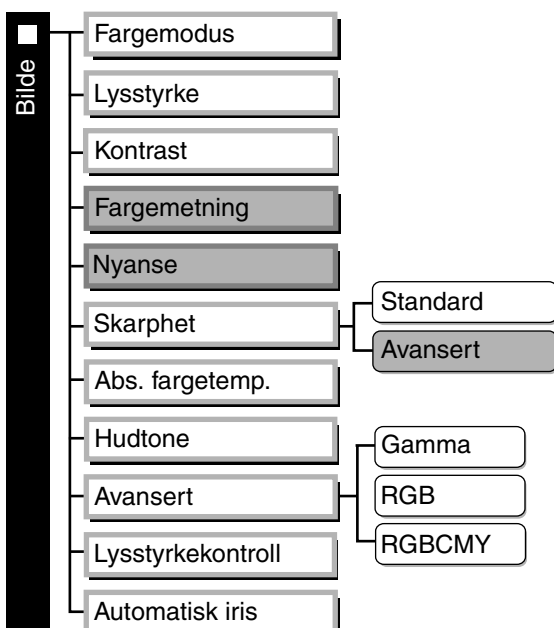 Bilde
Fargemodus
Lysstyrke
Kontrast
Fargemetning
Nyanse
Skarphet
Standard
Avansert
Abs. fargetemp.
Hudtone
Avansert
Gamma
RGB
RGBCMY
Lysstyrkekontroll
Automatisk iris